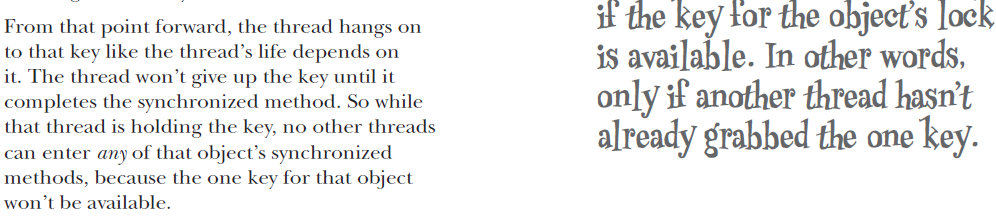 From that point forward, the thread hangs on
to that key like the thread’s life depends on
it. The thread won’t give up the key until it
completes the synchronized method. So while
that thread is holding the key, no other threads
can enter any of that object’s synchronized
methods, because the one key for that object
won’t be available.
if the key for the object’s lock
is available. In other words,
only if another thread hasn’t
already grabbed the one key.